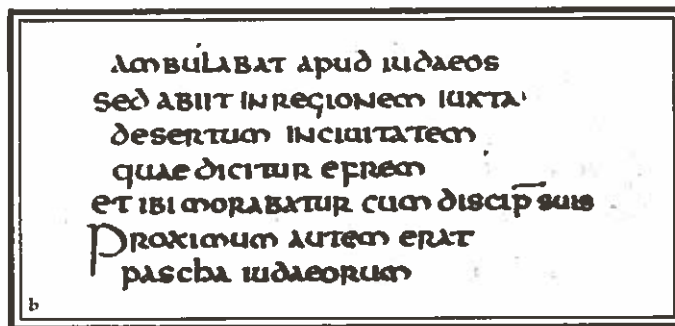 ambulabat apud iudaeos
sed abiit in regionem iuxta·
desertum in ciuitatem
quae dicitur efrem
et ibi morabatur cum discip̄ suis
Proximum autem erat
pascha iudaeorum
b